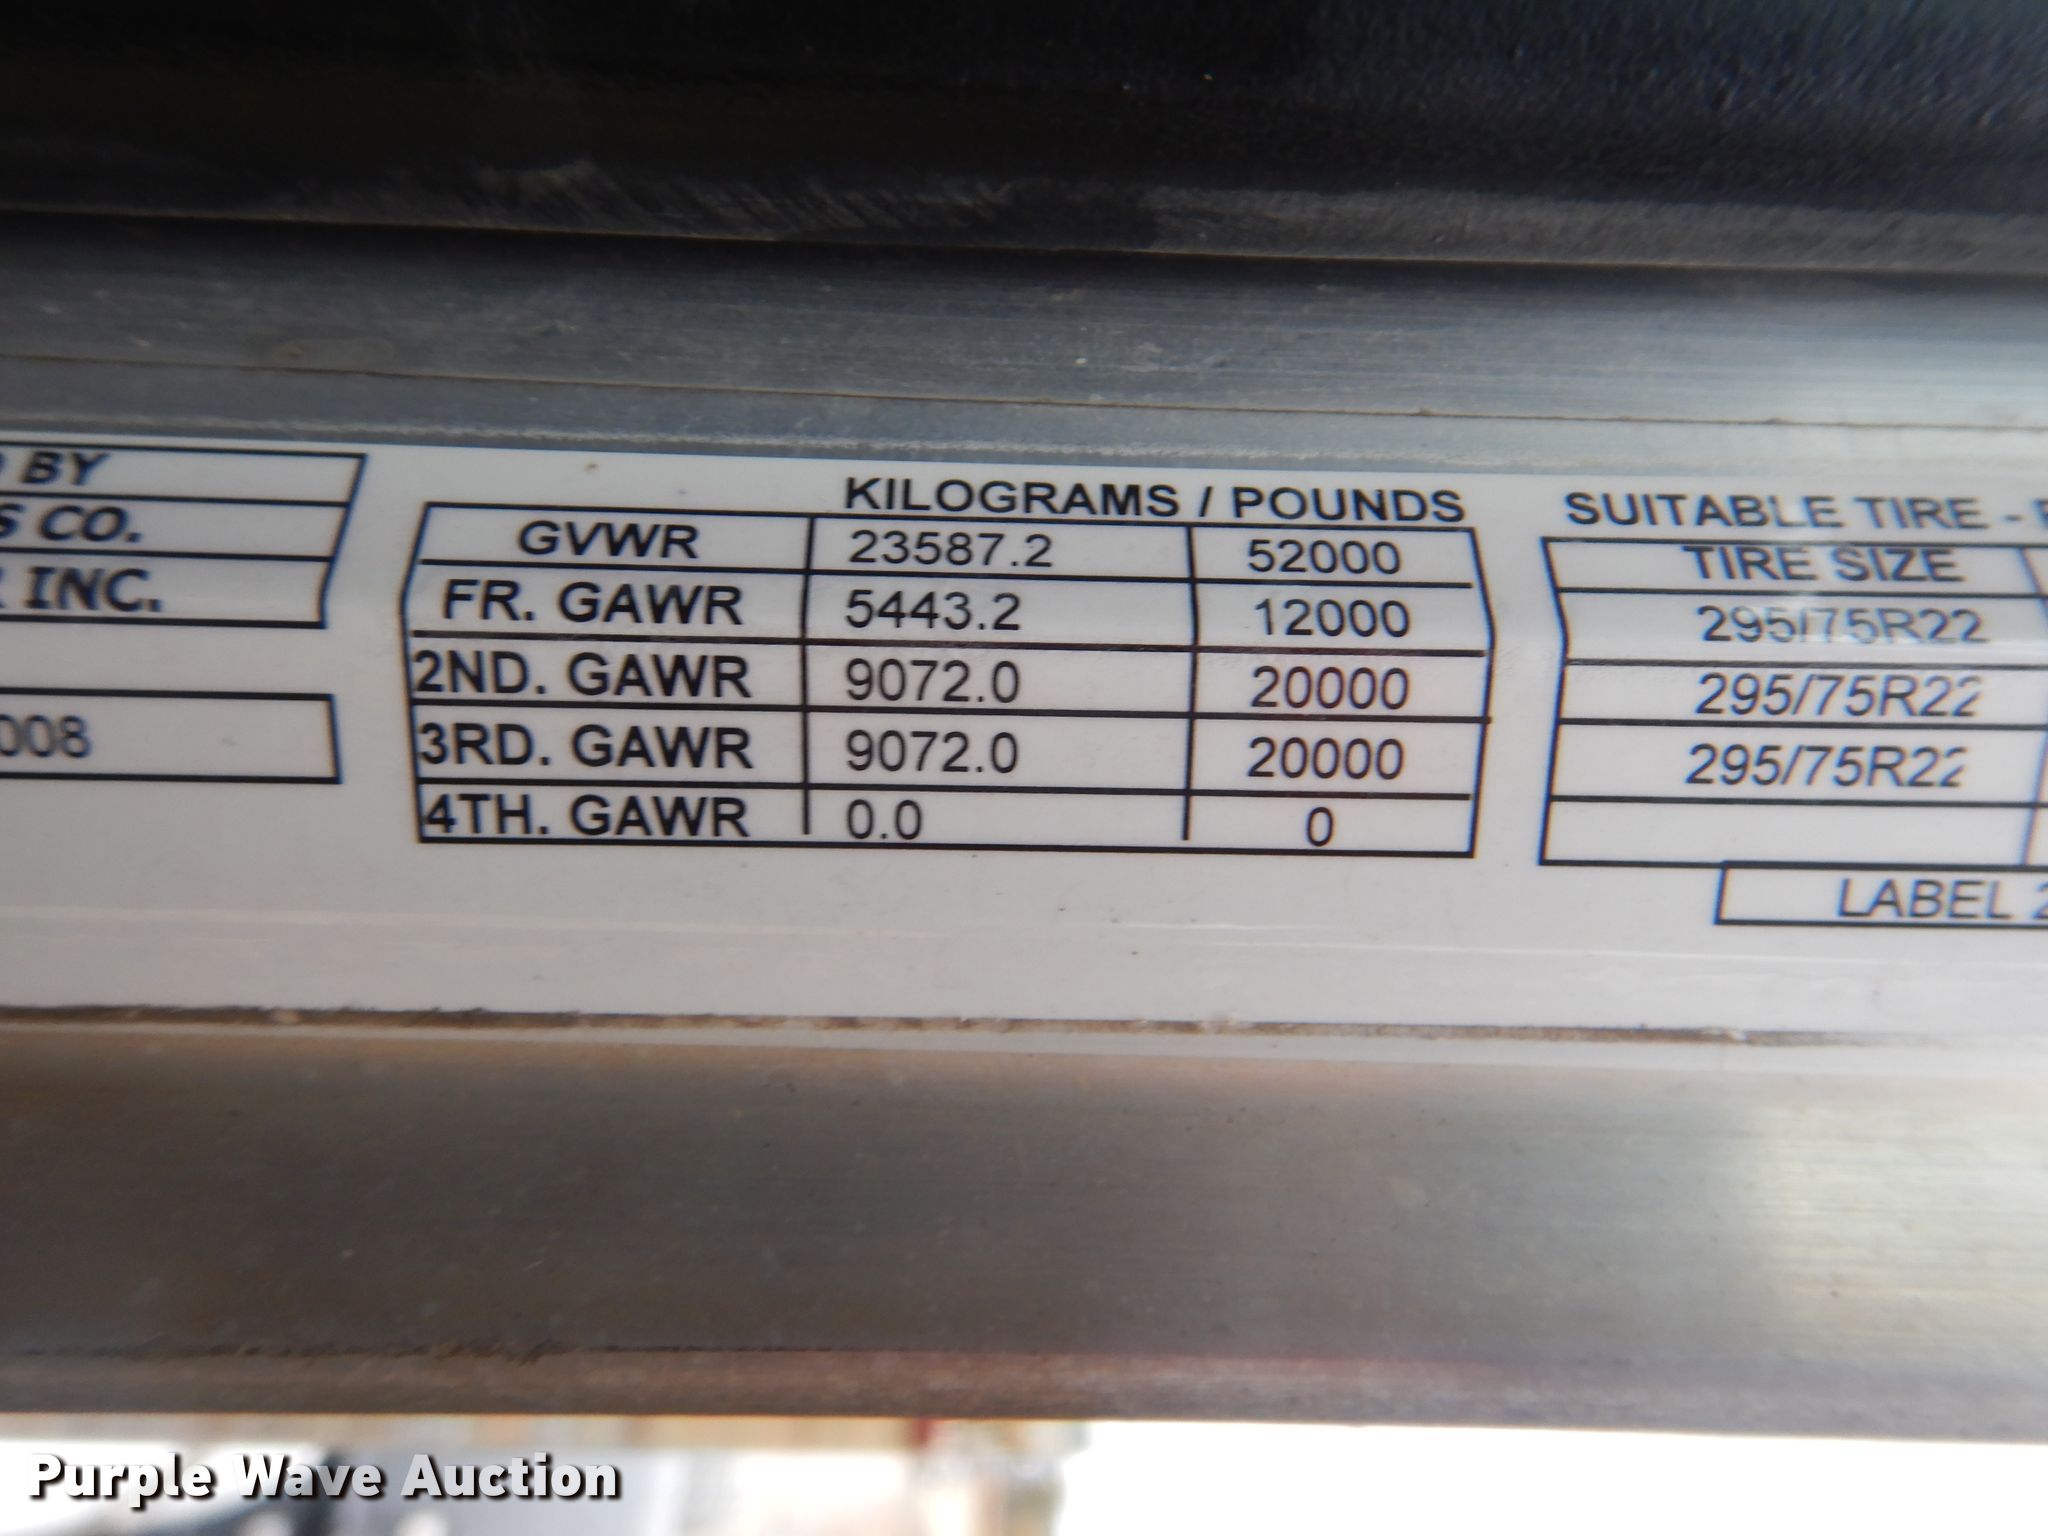 BY
CO.
INC.
008
KILOGRAMS / POUNDS
GVWR 23587.2 52000
FR. GAWR 5443.2 12000
2ND. GAWR 9072.0 20000
3RD. GAWR 9072.0 20000
4TH. GAWR 0.0 0
SUITABLE TIRE -
TIRE SIZE
295/75R22
295/75R22
295/75R22
LABEL 2
Purple Wave Auction